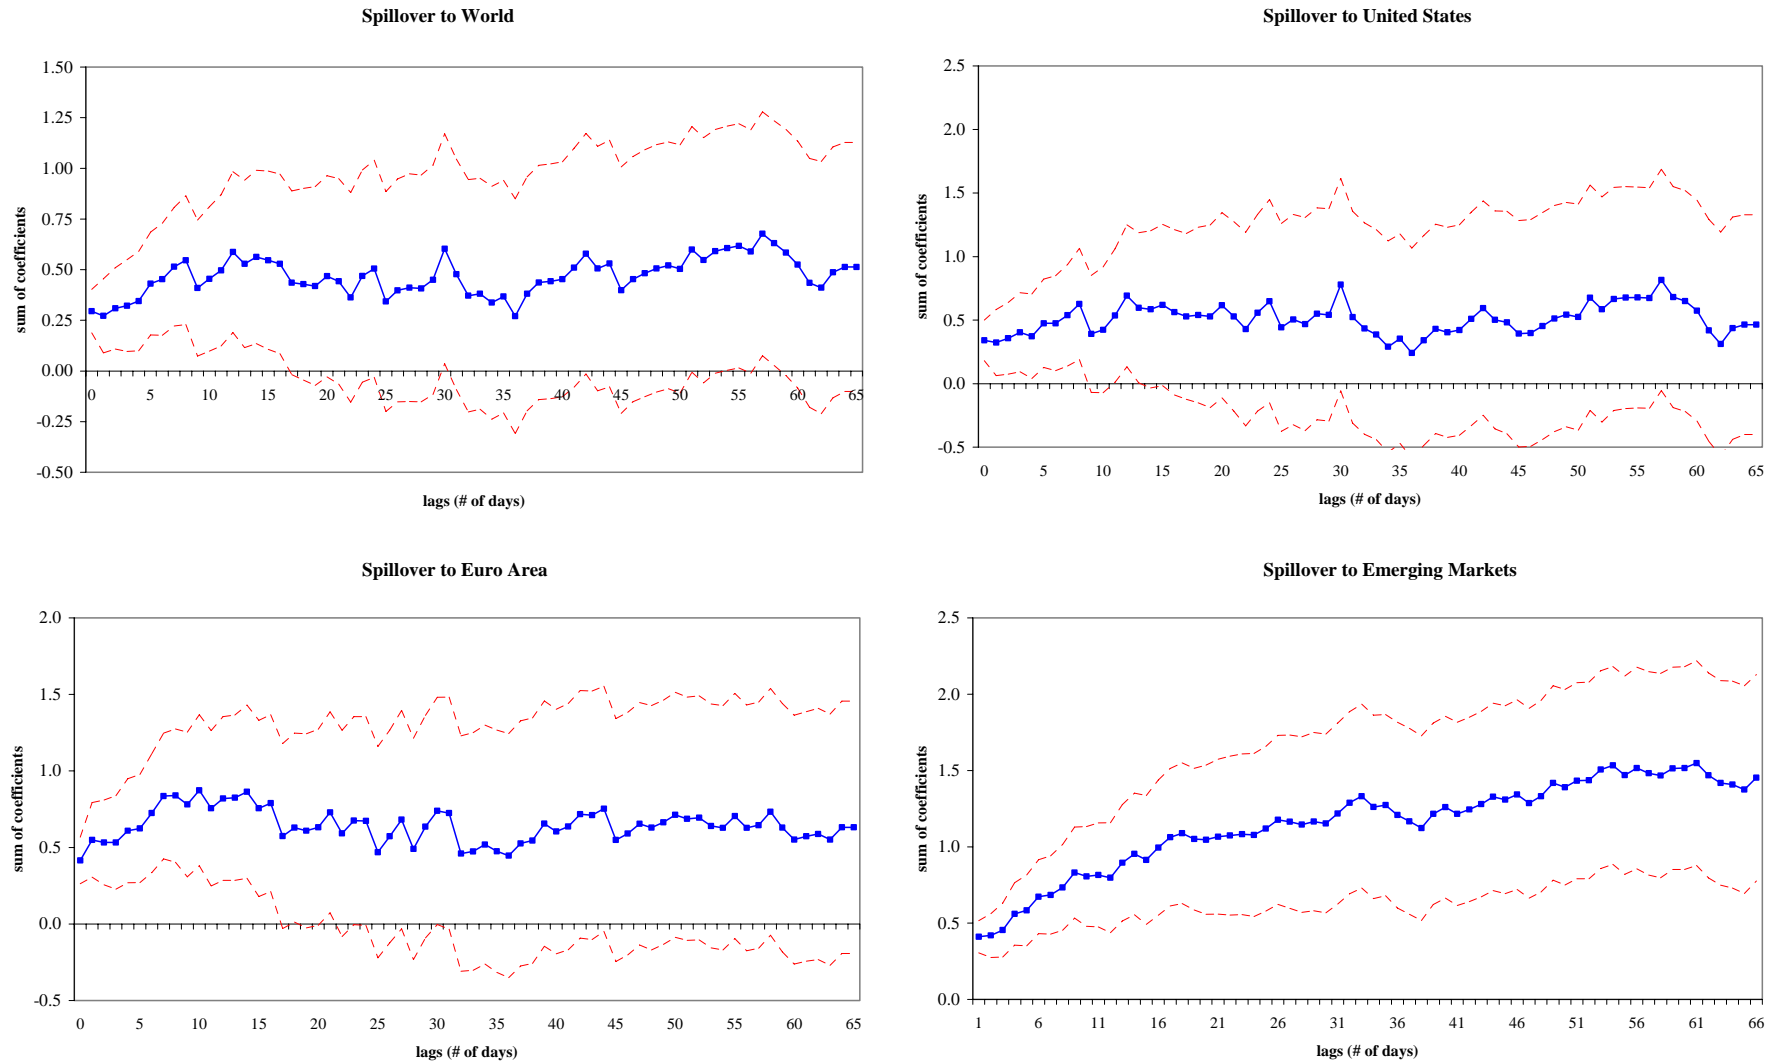 Spillover to World
1.50
1.25
1.00
0.75
0.50
0.25
0.00
-0.25
-0.50
sum of coefficients
0 5 10 15 20 25 30 35 40 45 50 55 60 65
lags (# of days)
Spillover to United States
2.5
2.0
1.5
1.0
0.5
0.0
-0.5
sum of coefficients
0 5 10 15 20 25 30 35 40 45 50 55 60 65
lags (# of days)
Spillover to Euro Area
2.0
1.5
1.0
0.5
0.0
-0.5
sum of coefficients
0 5 10 15 20 25 30 35 40 45 50 55 60 65
lags (# of days)
Spillover to Emerging Markets
2.5
2.0
1.5
1.0
0.5
0.0
sum of coefficients
1 6 11 16 21 26 31 36 41 46 51 56 61 66
lags (# of days)